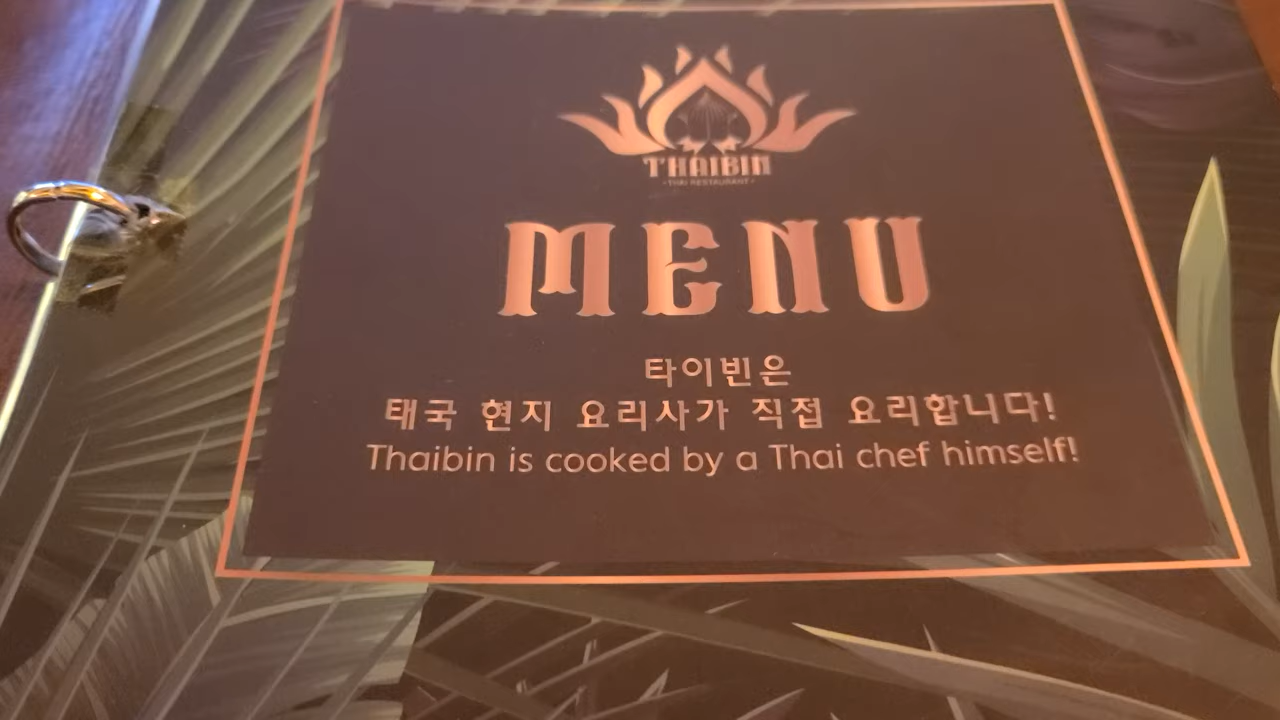 THAIBIN
• THAI RESTAURANT •
MENU
타이빈은
태국 현지 요리사가 직접 요리합니다!
Thaibin is cooked by a Thai chef himself!